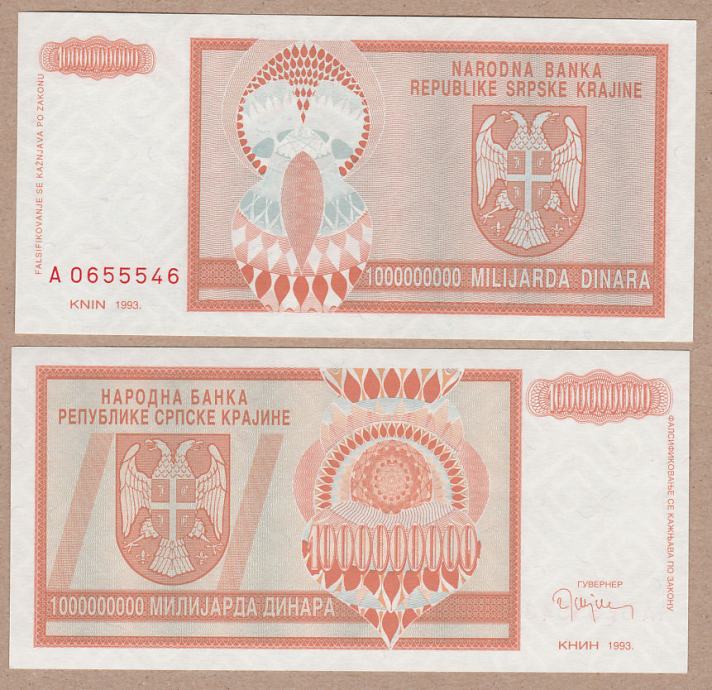 1000000000
NARODNA BANKA
REPUBLIKE SRPSKE KRAJINE
FALSIFIKOVANJE SE KAŽNJAVA PO ZAKONU
A 0655546
KNIN 1993.
1000000000 MILIJARDA DINARA
НАРОДНА БАНКА
РЕПУБЛИКЕ СРПСКЕ КРАЈИНЕ
1000000000
ФАЛСИФИКОВАЊЕ СЕ КАЖЊАВА ПО ЗАКОНУ
1000000000
ГУВЕРНЕР
1000000000 МИЛИЈАРДА ДИНАРА
КНИН 1993.